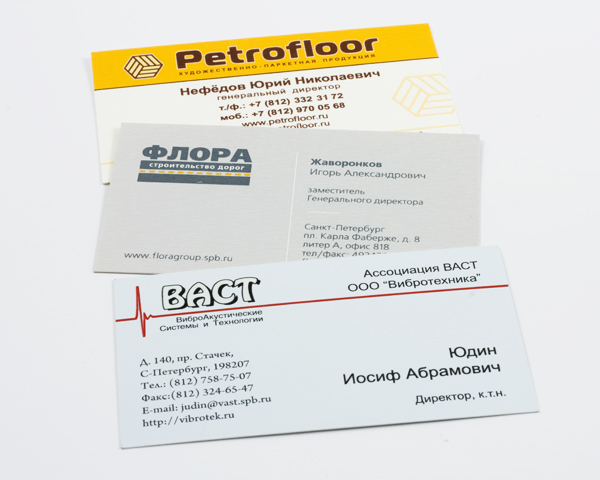 Petrofloor
ХУДОЖЕСТВЕННО-ПАРКЕТНАЯ ПРОДУКЦИЯ
Нефёдов Юрий Николаевич
генеральный директор
т./ф.: +7 (812) 332 31 72
моб.: +7 (812) 970 05 68
www.petrofloor.ru
ФЛОРА
строительство дорог
www.floragroup.spb.ru
Жаворонков
Игорь Александрович
заместитель
Генерального директора
Санкт-Петербург
пл. Карла Фаберже, д. 8
литер А, офис 818
тел/факс
ВАСТ
ВиброАкустические
Системы и Технологии
Ассоциация ВАСТ
ООО "Вибротехника"
Д. 140, пр. Стачек,
С-Петербург, 198207
Тел.: (812) 758-75-07
Факс:(812) 324-65-47
E-mail: judin@vast.spb.ru
http://vibrotek.ru
Юдин
Иосиф Абрамович
Директор, к.т.н.